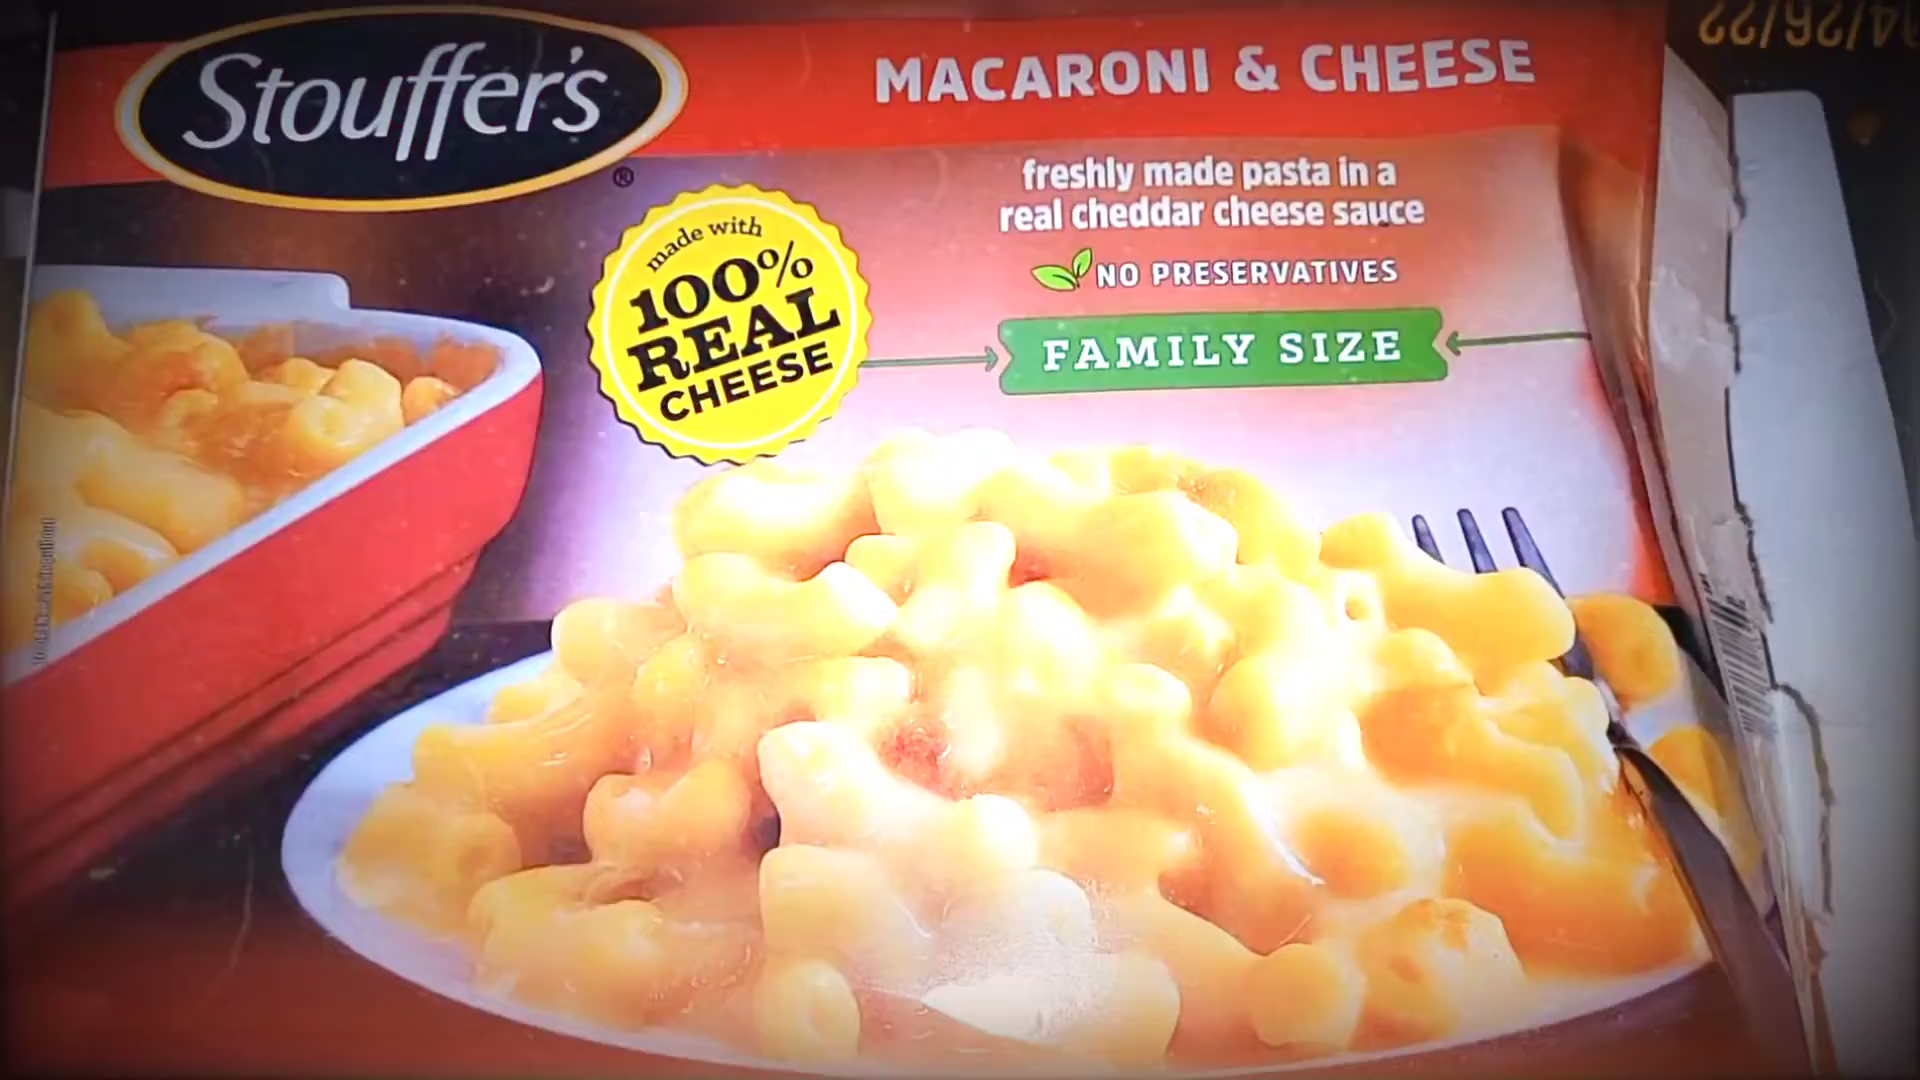 Stouffer's
®
MACARONI & CHEESE
freshly made pasta in a
real cheddar cheese sauce
NO PRESERVATIVES
FAMILY SIZE
made with
100%
REAL
CHEESE